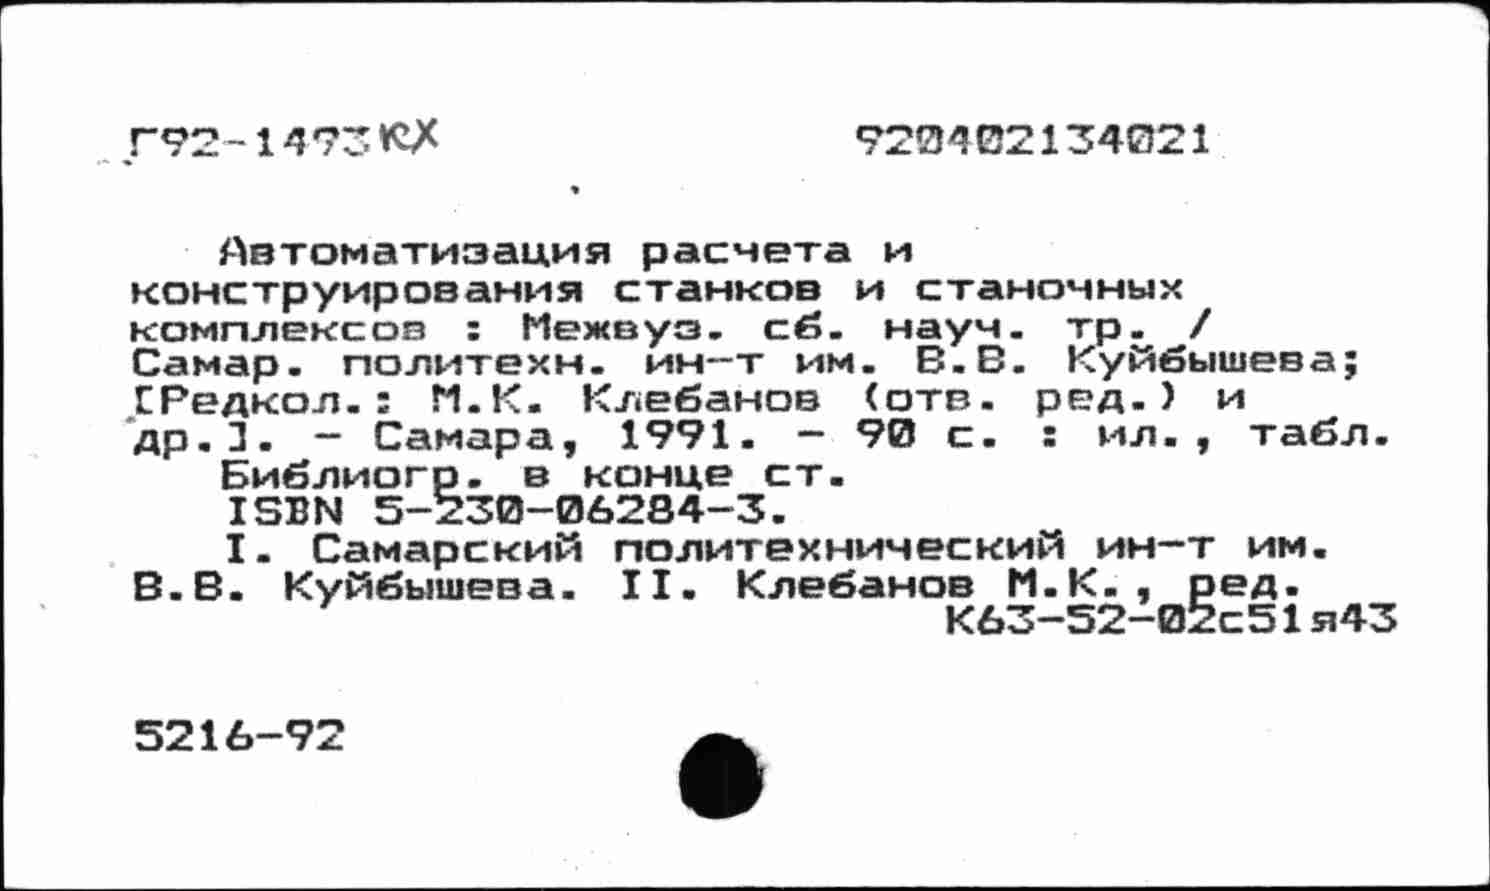 Г92-1493 КХ 920402134021
Автоматизация расчета и
конструирования станков и станочных
комплексов : Межвуз. сб. науч. тр. /
Самар. политехн. ин-т им. В.В. Куйбышева;
[Редкол.: М.К. Клебанов (отв. ред.) и
др.]. - Самара, 1991. - 90 с. : ил., табл.
Библиогр. в конце ст.
ISBN 5-230-06284-3.
I. Самарский политехнический ин-т им.
В.В. Куйбышева. II. Клебанов М.К., ред.
К63-52-02с51я43
5216-92